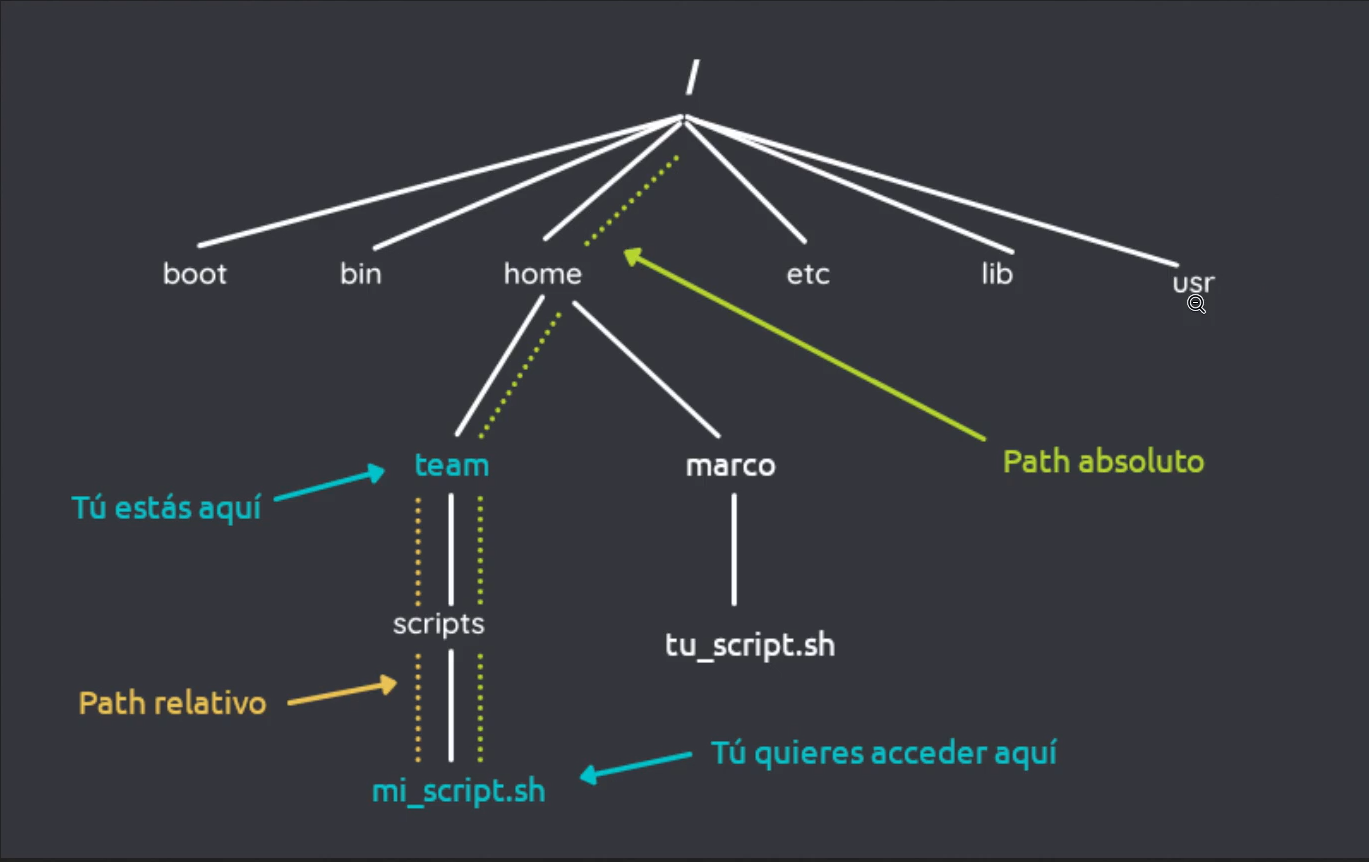 /
boot
bin
home
etc
lib
usr
team
marco
Path absoluto
Tú estás aquí
scripts
tu_script.sh
Path relativo
Tú quieres acceder aquí
mi_script.sh